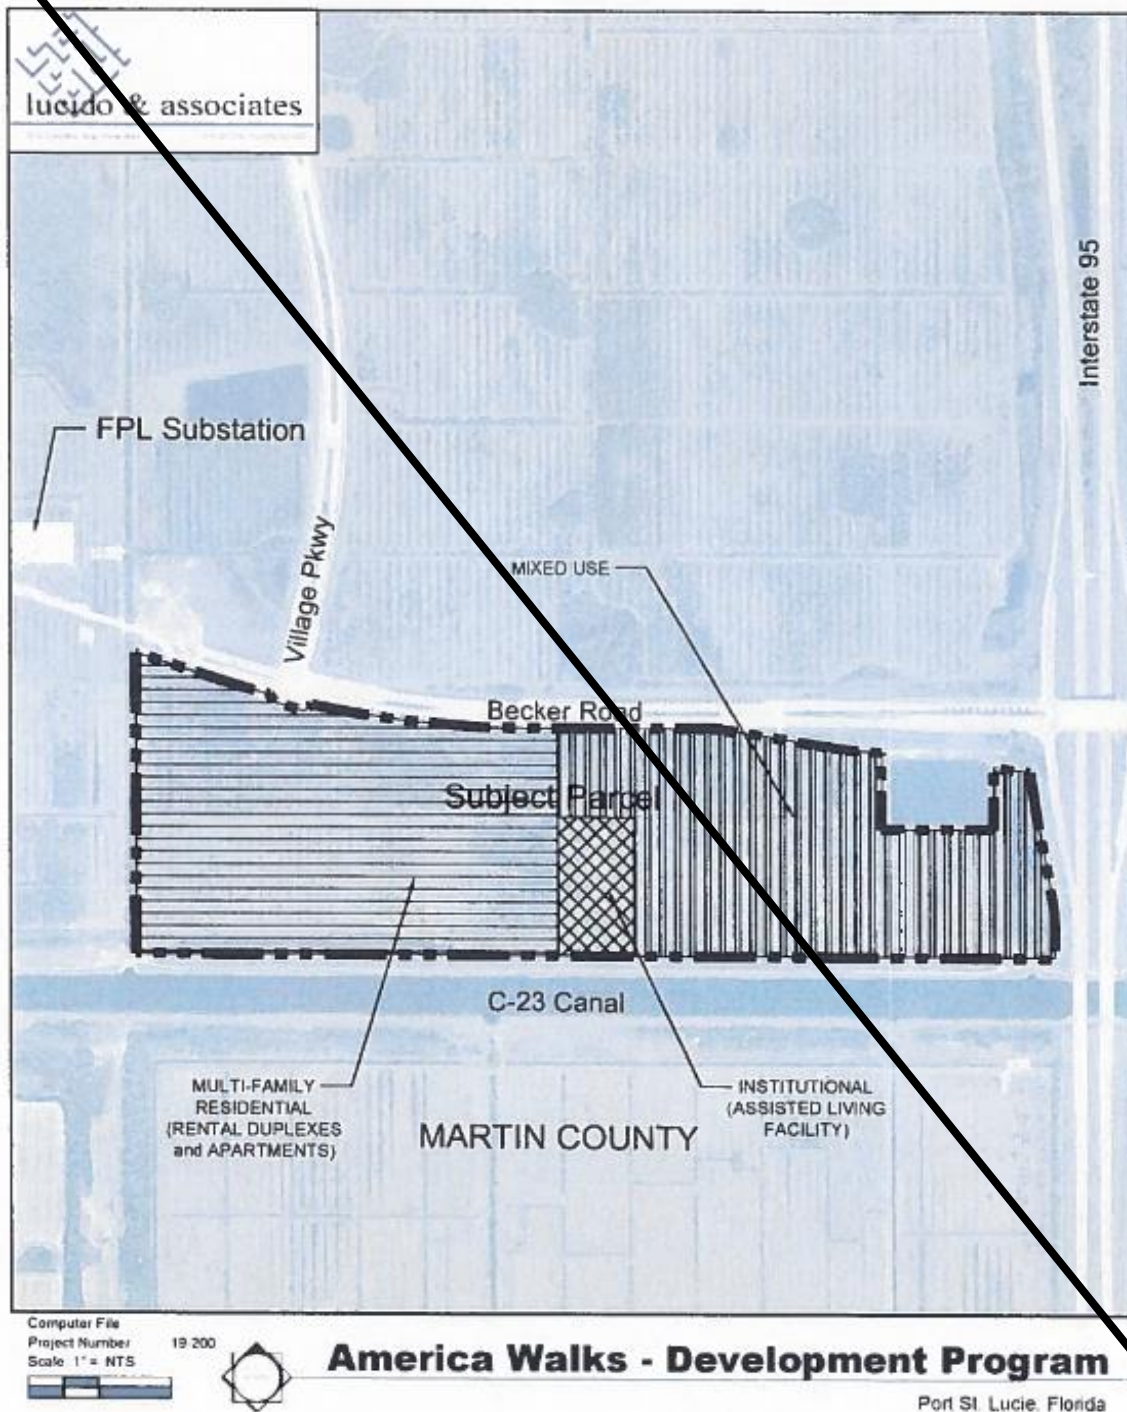 lucido & associates
Interstate 95
FPL Substation
Village Pkwy
MIXED USE
Becker Road
Subject Parcel
C-23 Canal
MULTI-FAMILY
RESIDENTIAL
(RENTAL DUPLEXES
and APARTMENTS)
INSTITUTIONAL
(ASSISTED LIVING
FACILITY)
MARTIN COUNTY
Computer File
Project Number 19-200
Scale 1" = NTS
America Walks - Development Program
Port St. Lucie, Florida